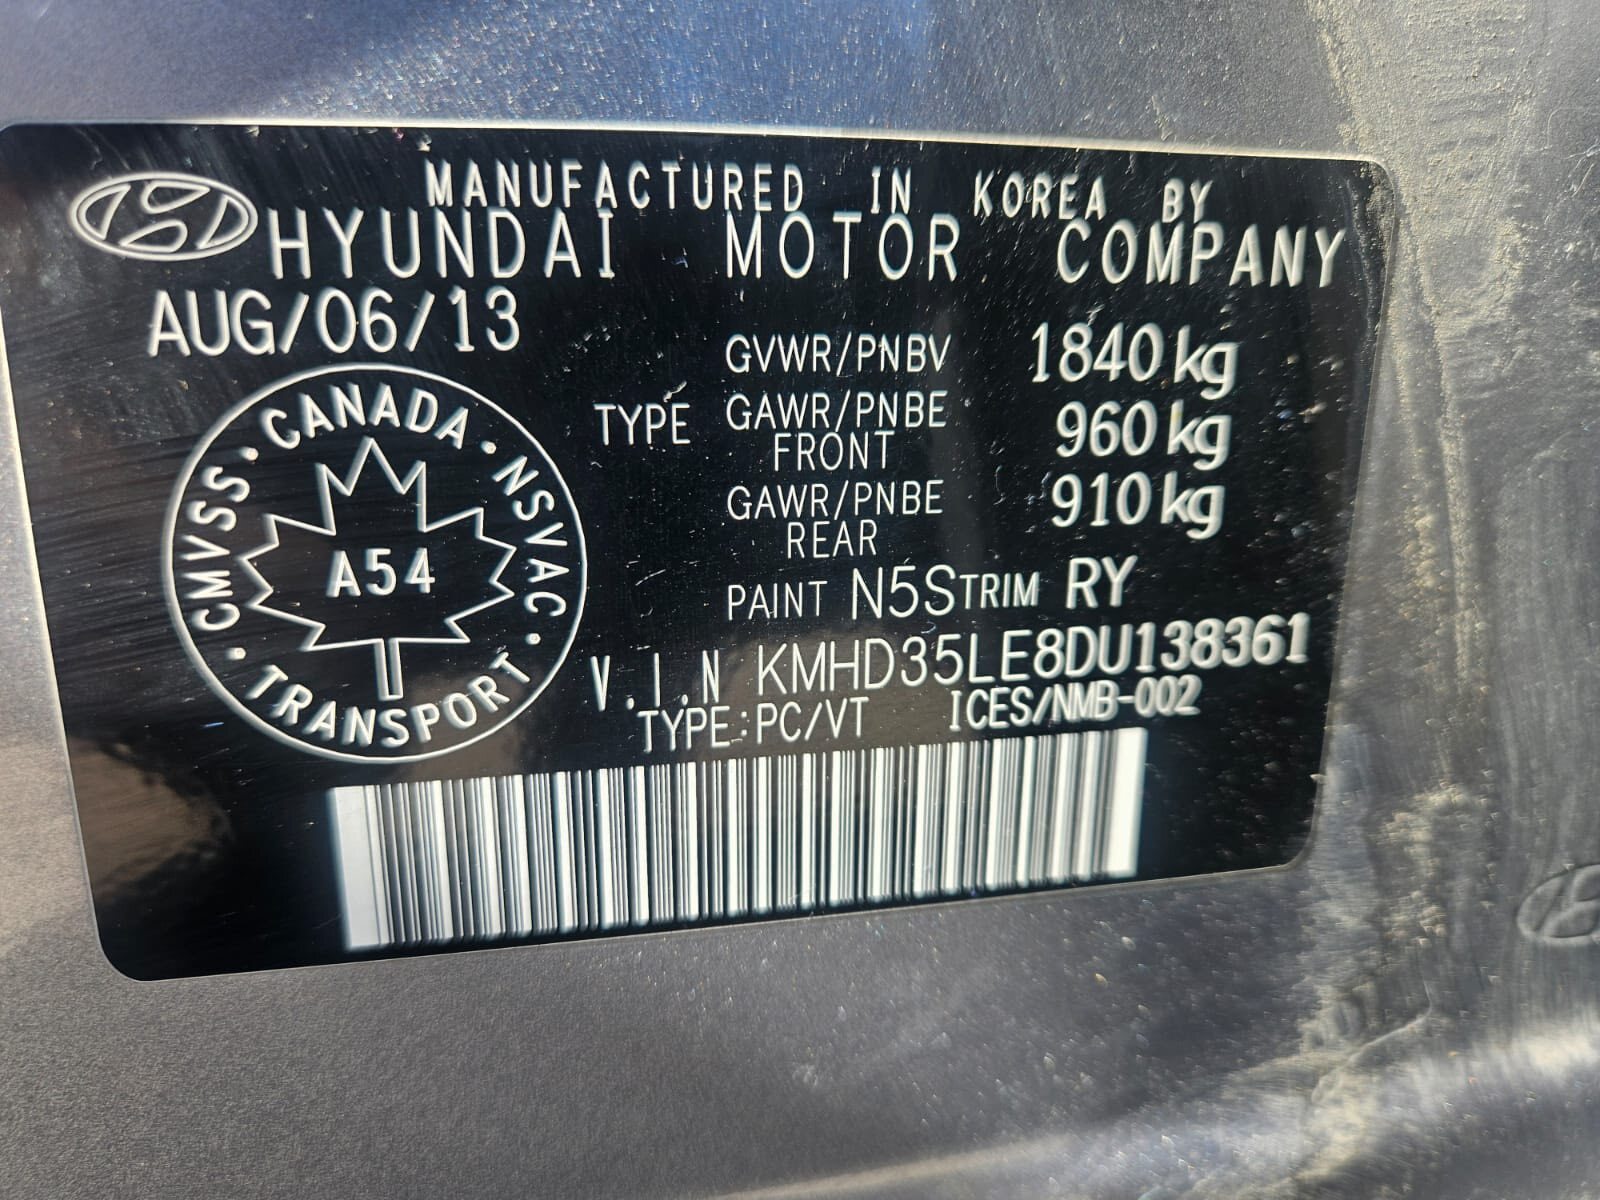 MANUFACTURED IN KOREA BY
HYUNDAI MOTOR COMPANY
AUG/06/13
GVWR/PNBV 1840 kg
TYPE GAWR/PNBE FRONT 960 kg
GAWR/PNBE REAR 910 kg
PAINT N5S TRIM RY
V.I.N KMHD35LE8DU138361
TYPE:PC/VT ICES/NMB-002
· CMVSS · CANADA · NSVAC · TRANSPORT
A54